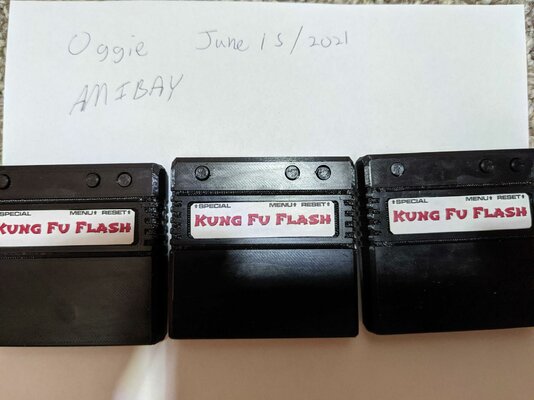 Oggie June 15/2021
AMIBAY
↑SPECIAL MENU↑ RESET↑
KUNG FU FLASH
↑SPECIAL MENU↑ RESET↑
KUNG FU FLASH
↑SPECIAL MENU↑ RESET↑
KUNG FU FLASH